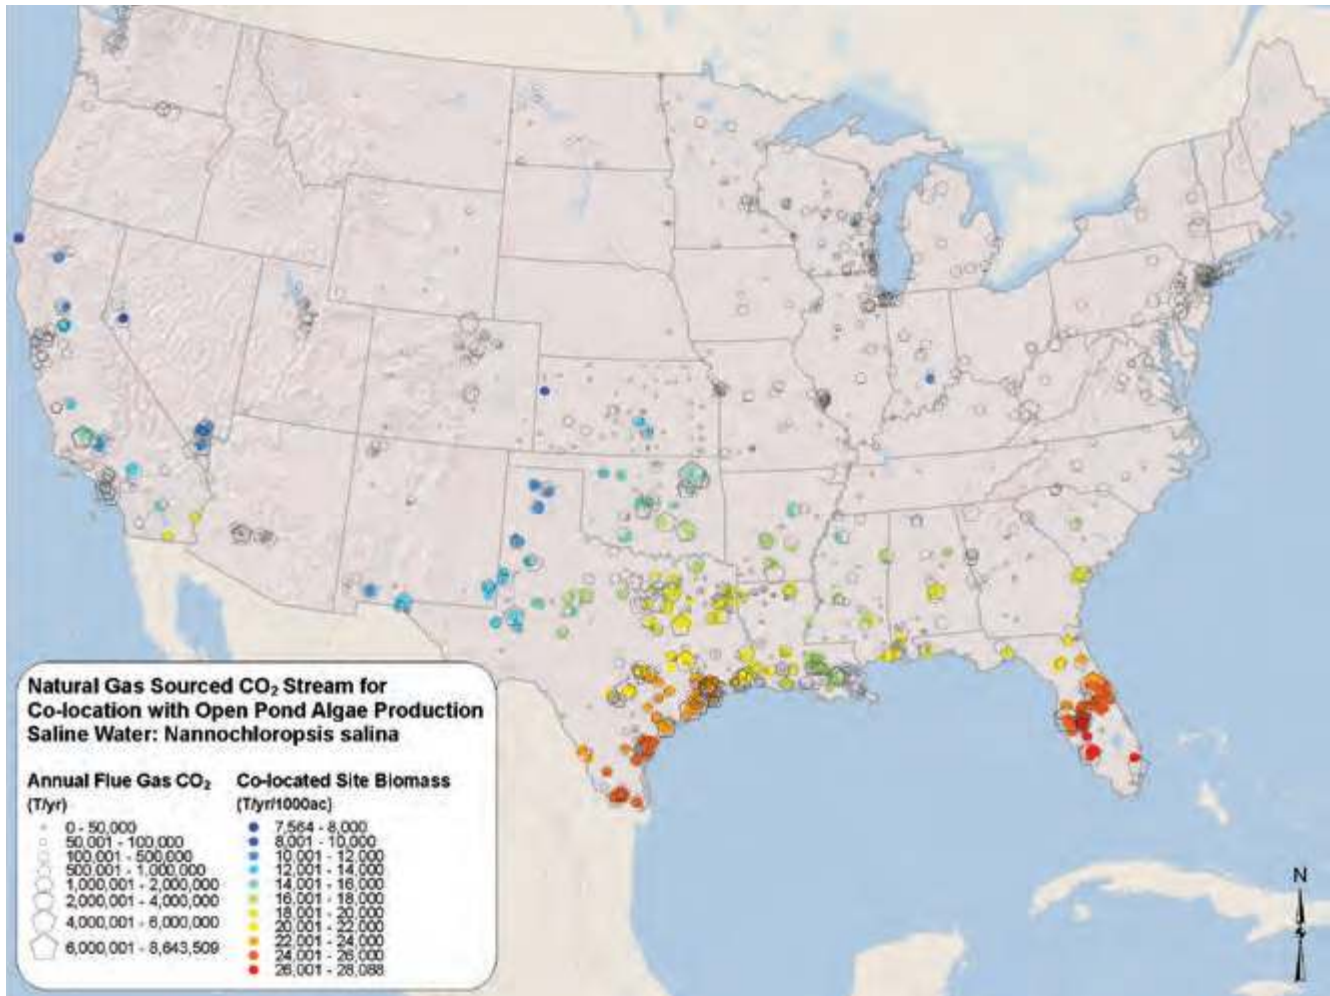 Natural Gas Sourced CO₂ Stream for
Co-location with Open Pond Algae Production
Saline Water: Nannochloropsis salina
Annual Flue Gas CO₂
(T/yr)
0 - 50,000
50,001 - 100,000
100,001 - 500,000
500,001 - 1,000,000
1,000,001 - 2,000,000
2,000,001 - 4,000,000
4,000,001 - 6,000,000
6,000,001 - 8,643,509
Co-located Site Biomass
(T/yr/1000ac)
7,564 - 8,000
8,001 - 10,000
10,001 - 12,000
12,001 - 14,000
14,001 - 16,000
16,001 - 18,000
18,001 - 20,000
20,001 - 22,000
22,001 - 24,000
24,001 - 26,000
26,001 - 28,088
N